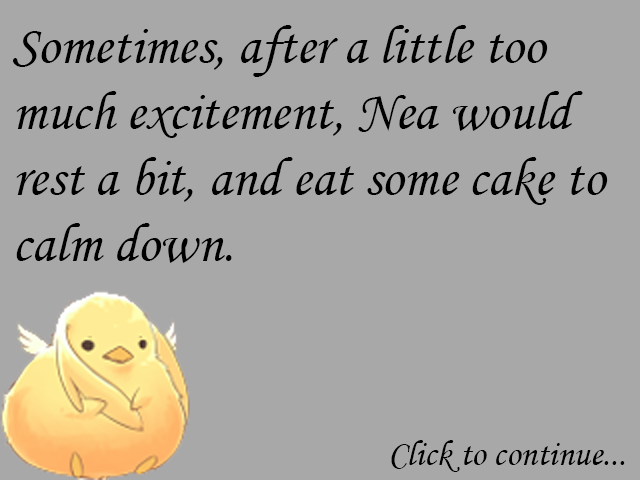 Sometimes, after a little too
much excitement, Nea would
rest a bit, and eat some cake to
calm down.
Click to continue...